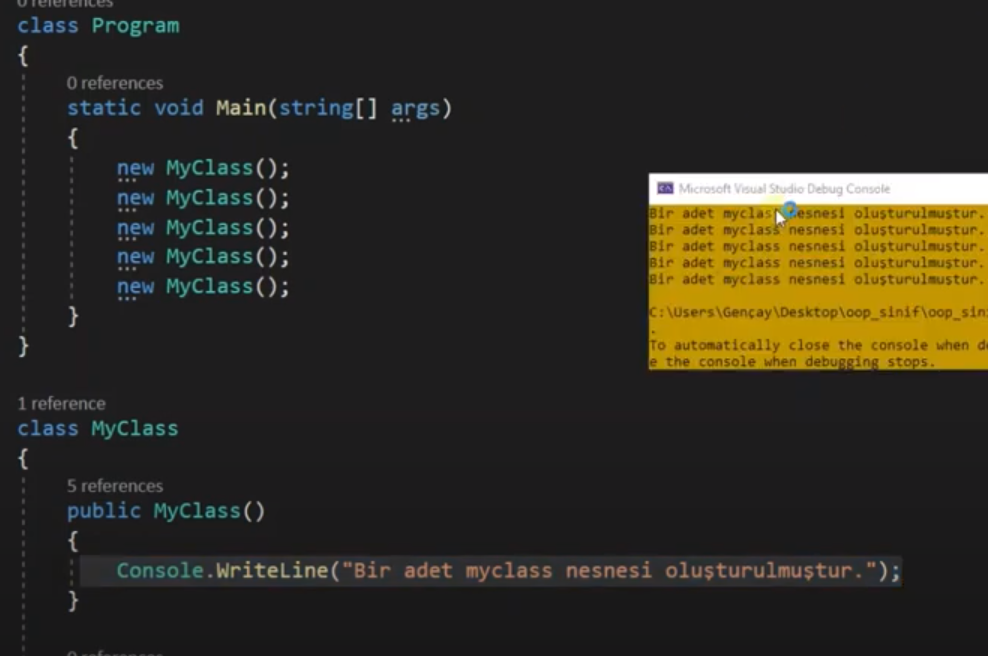 0 references
class Program
{
0 references
static void Main(string[] args)
{
new MyClass();
new MyClass();
new MyClass();
new MyClass();
new MyClass();
}
}
1 reference
class MyClass
{
5 references
public MyClass()
{
Console.WriteLine("Bir adet myclass nesnesi oluşturulmuştur.");
}
0 references
Microsoft Visual Studio Debug Console
Bir adet myclass nesnesi oluşturulmuştur.
Bir adet myclass nesnesi oluşturulmuştur.
Bir adet myclass nesnesi oluşturulmuştur.
Bir adet myclass nesnesi oluşturulmuştur.
Bir adet myclass nesnesi oluşturulmuştur.
C:\Users\Gençay\Desktop\oop_sinif\oop_sin
.
To automatically close the console when d
e the console when debugging stops.